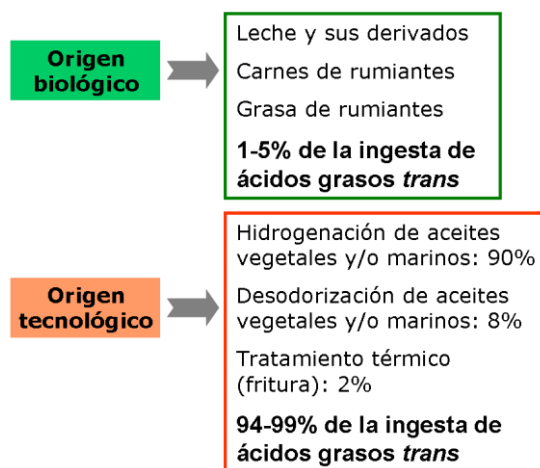 Origen
biológico
Leche y sus derivados
Carnes de rumiantes
Grasa de rumiantes
1-5% de la ingesta de
ácidos grasos trans
Origen
tecnológico
Hidrogenación de aceites
vegetales y/o marinos: 90%
Desodorización de aceites
vegetales y/o marinos: 8%
Tratamiento térmico
(fritura): 2%
94-99% de la ingesta de
ácidos grasos trans